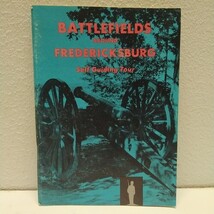 BATTLEFIELDS
FREDERICKSBURG
Self Guiding Tour